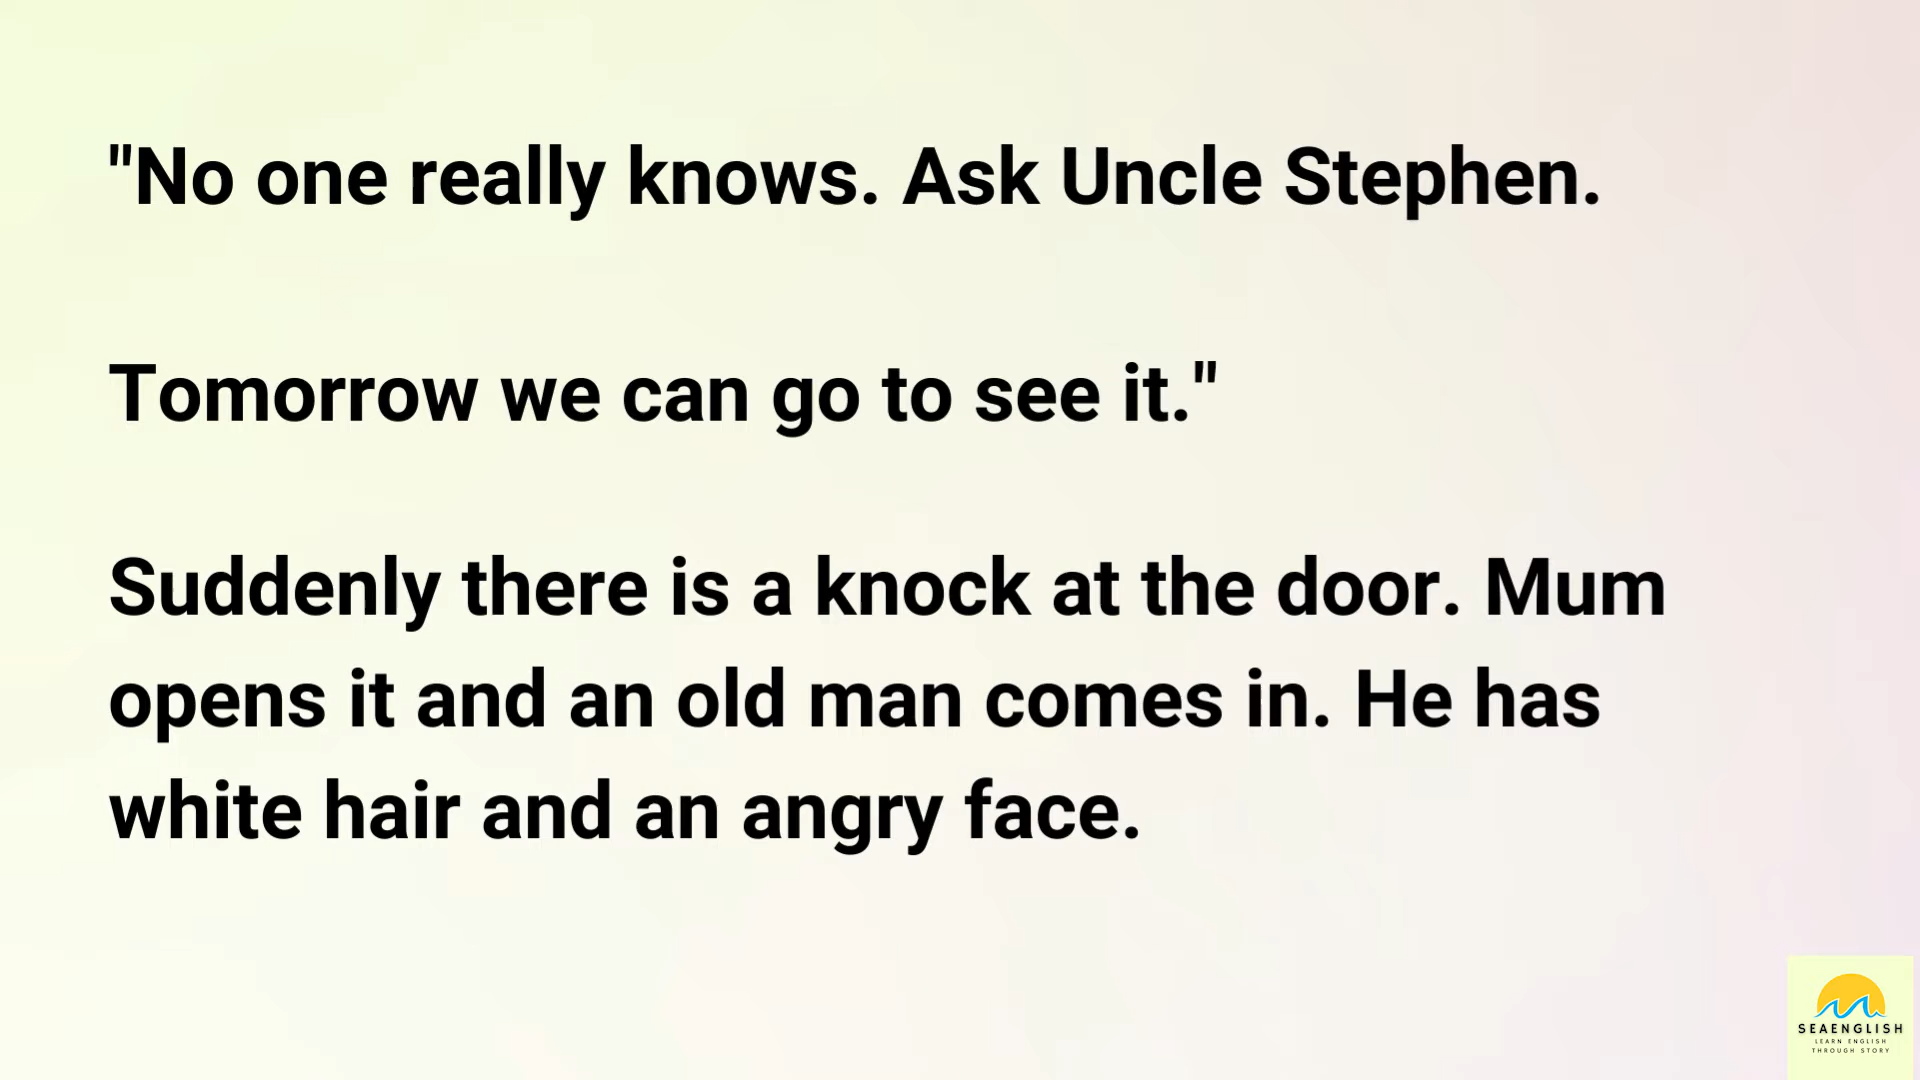 "No one really knows. Ask Uncle Stephen.
Tomorrow we can go to see it."
Suddenly there is a knock at the door. Mum
opens it and an old man comes in. He has
white hair and an angry face.
SEAENGLISH
LEARN ENGLISH
THROUGH STORY